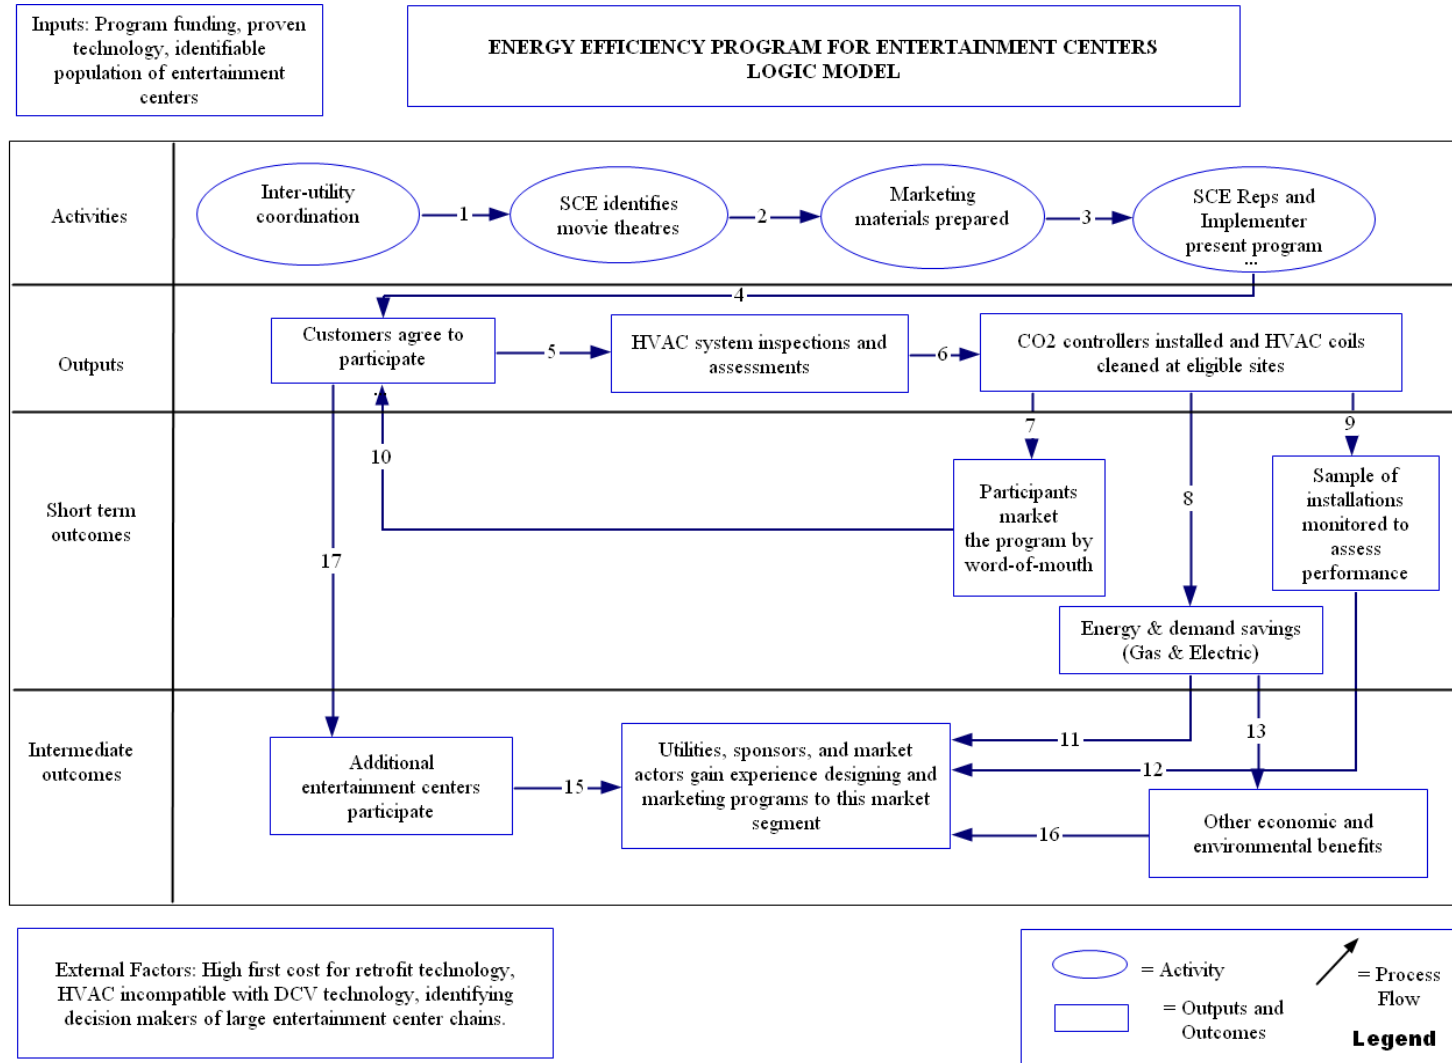 Inputs: Program funding, proven
technology, identifiable
population of entertainment
centers
ENERGY EFFICIENCY PROGRAM FOR ENTERTAINMENT CENTERS
LOGIC MODEL
Activities
Inter-utility
coordination
1
SCE identifies
movie theatres
2
Marketing
materials prepared
3
SCE Reps and
Implementer
present program
...
4
Outputs
Customers agree to
participate
...
5
HVAC system inspections and
assessments
6
CO2 controllers installed and HVAC coils
cleaned at eligible sites
7
8
9
10
17
Short term
outcomes
Participants
market
the program by
word-of-mouth
Sample of
installations
monitored to
assess
performance
Energy & demand savings
(Gas & Electric)
11
12
13
Intermediate
outcomes
Additional
entertainment centers
participate
15
Utilities, sponsors, and market
actors gain experience designing and
marketing programs to this market
segment
16
Other economic and
environmental benefits
External Factors: High first cost for retrofit technology,
HVAC incompatible with DCV technology, identifying
decision makers of large entertainment center chains.
= Activity
= Process
Flow
= Outputs and
Outcomes
Legend